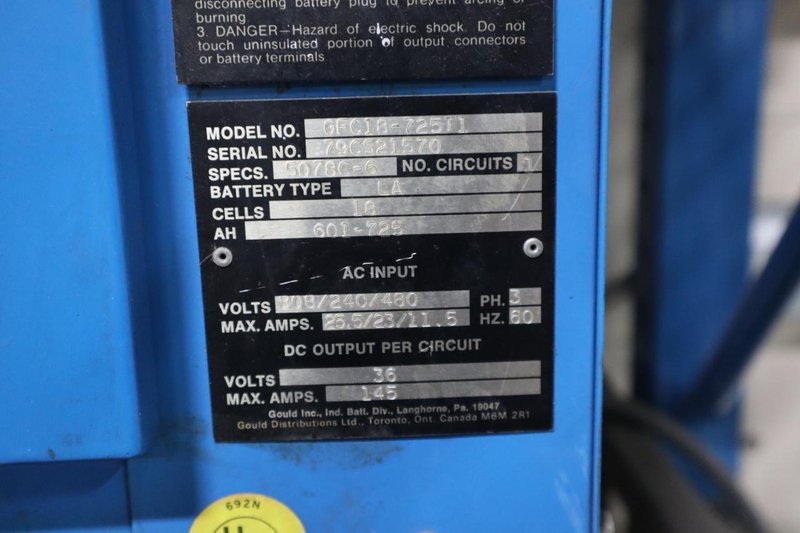 disconnecting battery plug to prevent arcing or
burning
3. DANGER—Hazard of electric shock. Do not
touch uninsulated portion of output connectors
or battery terminals
MODEL NO. GFC18-725T1
SERIAL NO. 79CS21570
SPECS. 5078C-6 NO. CIRCUITS 1
BATTERY TYPE LA
CELLS 18
AH 601-725
AC INPUT
VOLTS 208/240/480 PH. 3
MAX. AMPS. 25.5/23/11.5 HZ. 60
DC OUTPUT PER CIRCUIT
VOLTS 36
MAX. AMPS. 145
Gould Inc., Ind. Batt. Div., Langhorne, Pa. 19047
Gould Distributions Ltd., Toronto, Ont. Canada M6M 2R1
692N